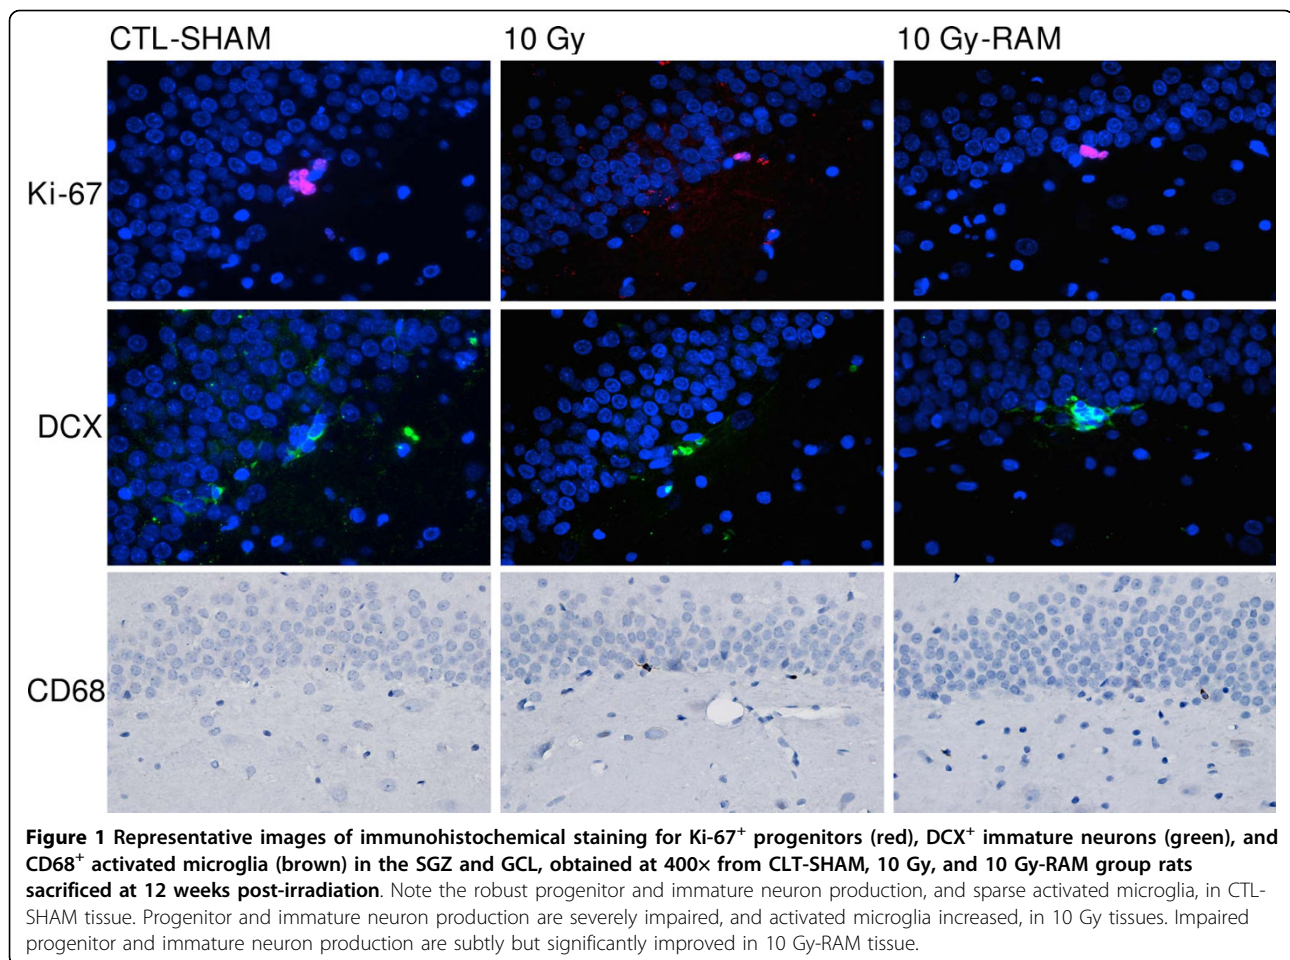 CTL-SHAM 10 Gy 10 Gy-RAM
Ki-67
DCX
CD68
Figure 1 Representative images of immunohistochemical staining for Ki-67+ progenitors (red), DCX+ immature neurons (green), and
CD68+ activated microglia (brown) in the SGZ and GCL, obtained at 400× from CLT-SHAM, 10 Gy, and 10 Gy-RAM group rats
sacrificed at 12 weeks post-irradiation. Note the robust progenitor and immature neuron production, and sparse activated microglia, in CTL-
SHAM tissue. Progenitor and immature neuron production are severely impaired, and activated microglia increased, in 10 Gy tissues. Impaired
progenitor and immature neuron production are subtly but significantly improved in 10 Gy-RAM tissue.